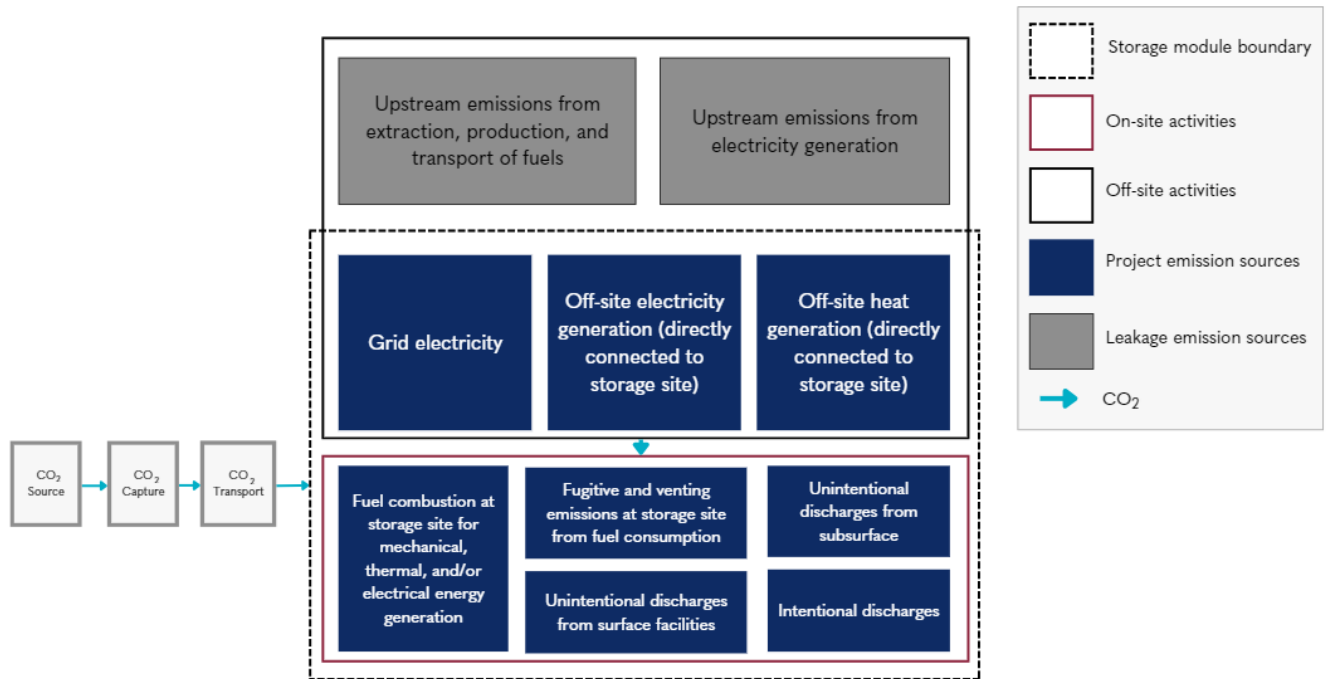 Upstream emissions from
extraction, production, and
transport of fuels
Upstream emissions from
electricity generation
Grid electricity
Off-site electricity
generation (directly
connected to
storage site)
Off-site heat
generation (directly
connected to
storage site)
CO2
Source
CO2
Capture
CO2
Transport
Fuel combustion at
storage site for
mechanical,
thermal, and/or
electrical energy
generation
Fugitive and venting
emissions at storage site
from fuel consumption
Unintentional
discharges from
subsurface
Unintentional discharges
from surface facilities
Intentional discharges
Storage module boundary
On-site activities
Off-site activities
Project emission sources
Leakage emission sources
CO2